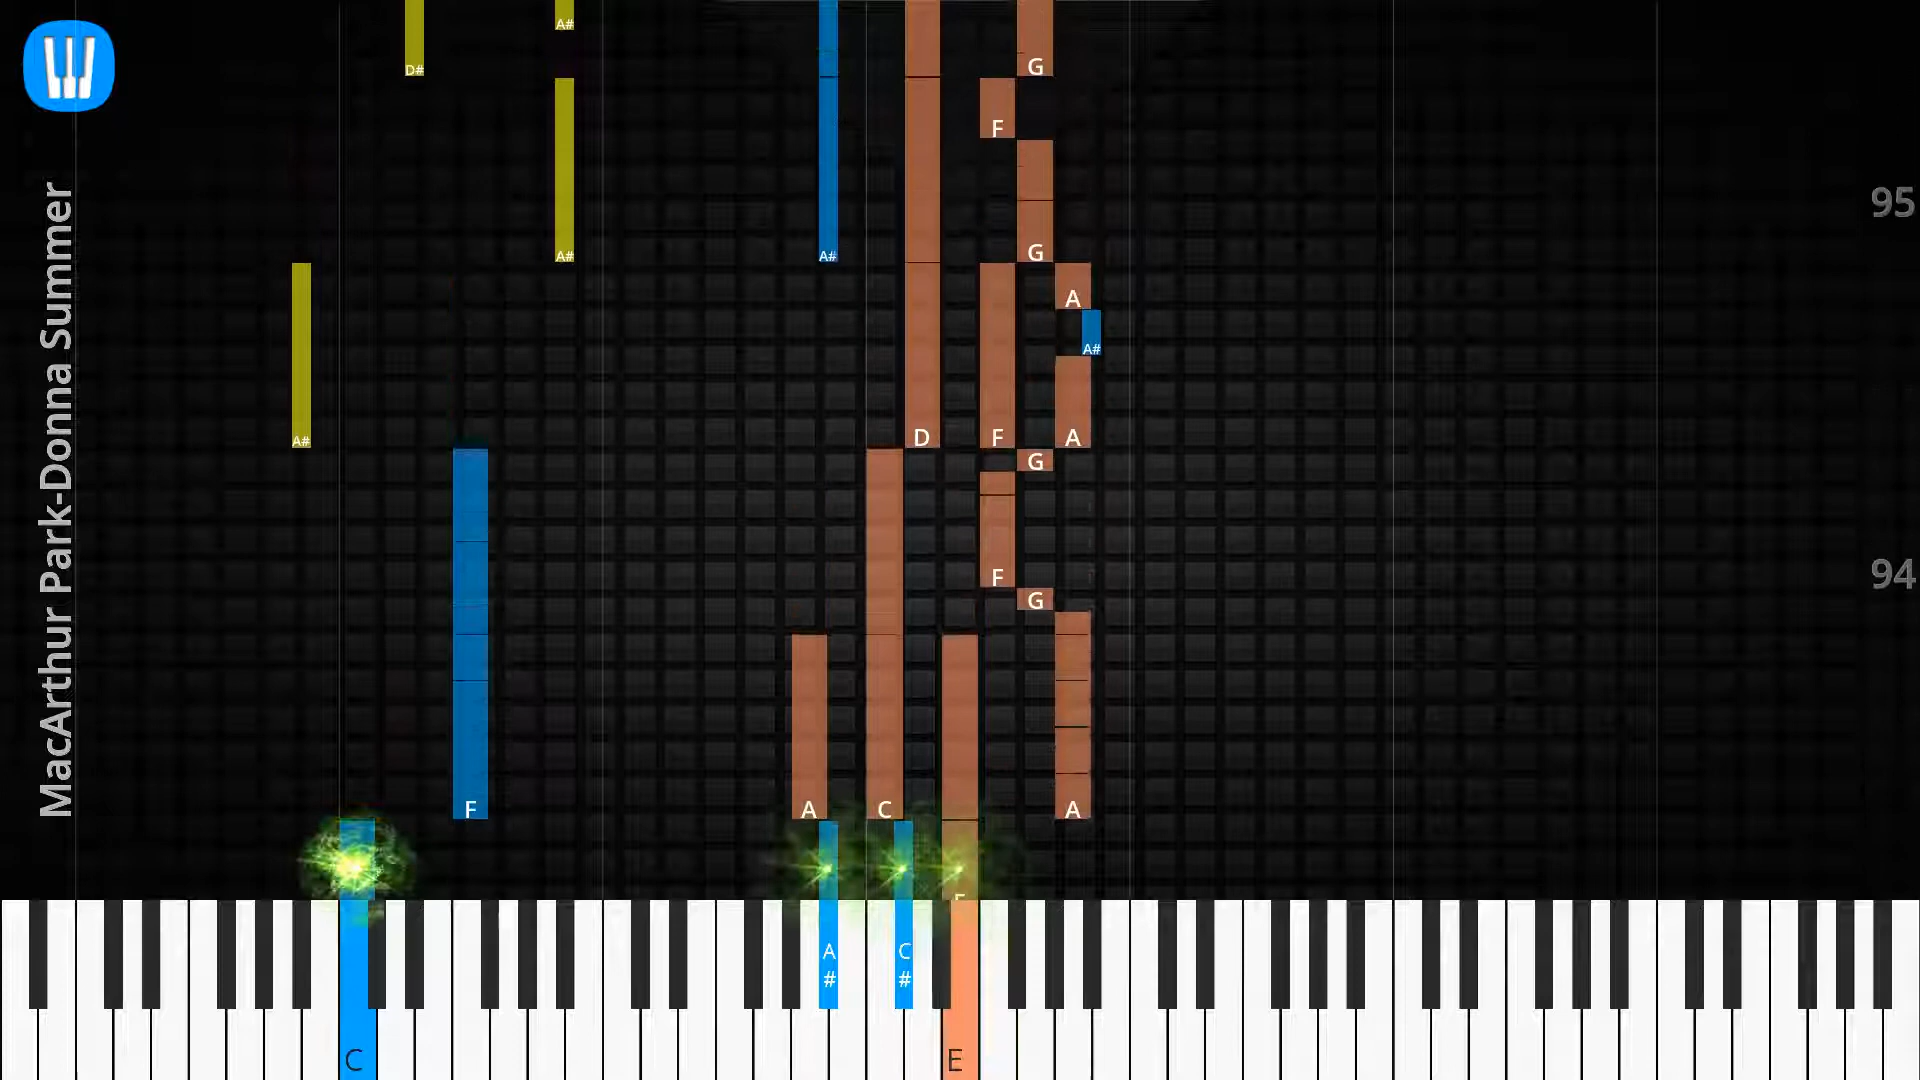 MacArthur Park-Donna Summer
A#
D# G
F
95
A# A# G
A
A#
A# D F A
G
94
F
G
F A C A
A# C#
C E